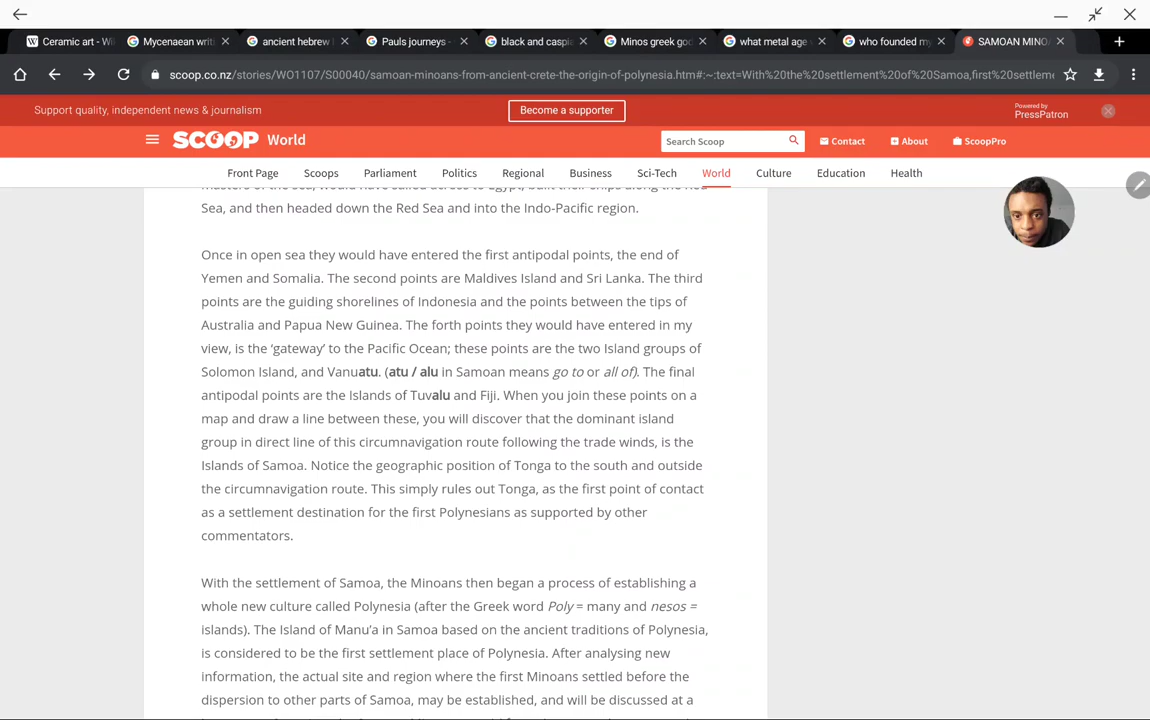 Ceramic art - Wi
Mycenaean writi
ancient hebrew l
Pauls journeys -
black and caspia
Minos greek god
what metal age w
who founded my
SAMOAN MINO
scoop.co.nz/stories/WO1107/S00040/samoan-minoans-from-ancient-crete-the-origin-of-polynesia.htm#:~:text=With%20the%20settlement%20of%20Samoa,first%20settleme
Support quality, independent news & journalism
Become a supporter
Powered by
PressPatron
SCOOP World
Search Scoop
Contact
About
ScoopPro
Front Page
Scoops
Parliament
Politics
Regional
Business
Sci-Tech
World
Culture
Education
Health
masters of the sea, would have called across to Egypt, built their ships along the Red
Sea, and then headed down the Red Sea and into the Indo-Pacific region.
Once in open sea they would have entered the first antipodal points, the end of
Yemen and Somalia. The second points are Maldives Island and Sri Lanka. The third
points are the guiding shorelines of Indonesia and the points between the tips of
Australia and Papua New Guinea. The forth points they would have entered in my
view, is the ‘gateway’ to the Pacific Ocean; these points are the two Island groups of
Solomon Island, and Vanuatu. (atu / alu in Samoan means go to or all of). The final
antipodal points are the Islands of Tuvalu and Fiji. When you join these points on a
map and draw a line between these, you will discover that the dominant island
group in direct line of this circumnavigation route following the trade winds, is the
Islands of Samoa. Notice the geographic position of Tonga to the south and outside
the circumnavigation route. This simply rules out Tonga, as the first point of contact
as a settlement destination for the first Polynesians as supported by other
commentators.
With the settlement of Samoa, the Minoans then began a process of establishing a
whole new culture called Polynesia (after the Greek word Poly = many and nesos =
islands). The Island of Manu’a in Samoa based on the ancient traditions of Polynesia,
is considered to be the first settlement place of Polynesia. After analysing new
information, the actual site and region where the first Minoans settled before the
dispersion to other parts of Samoa, may be established, and will be discussed at a